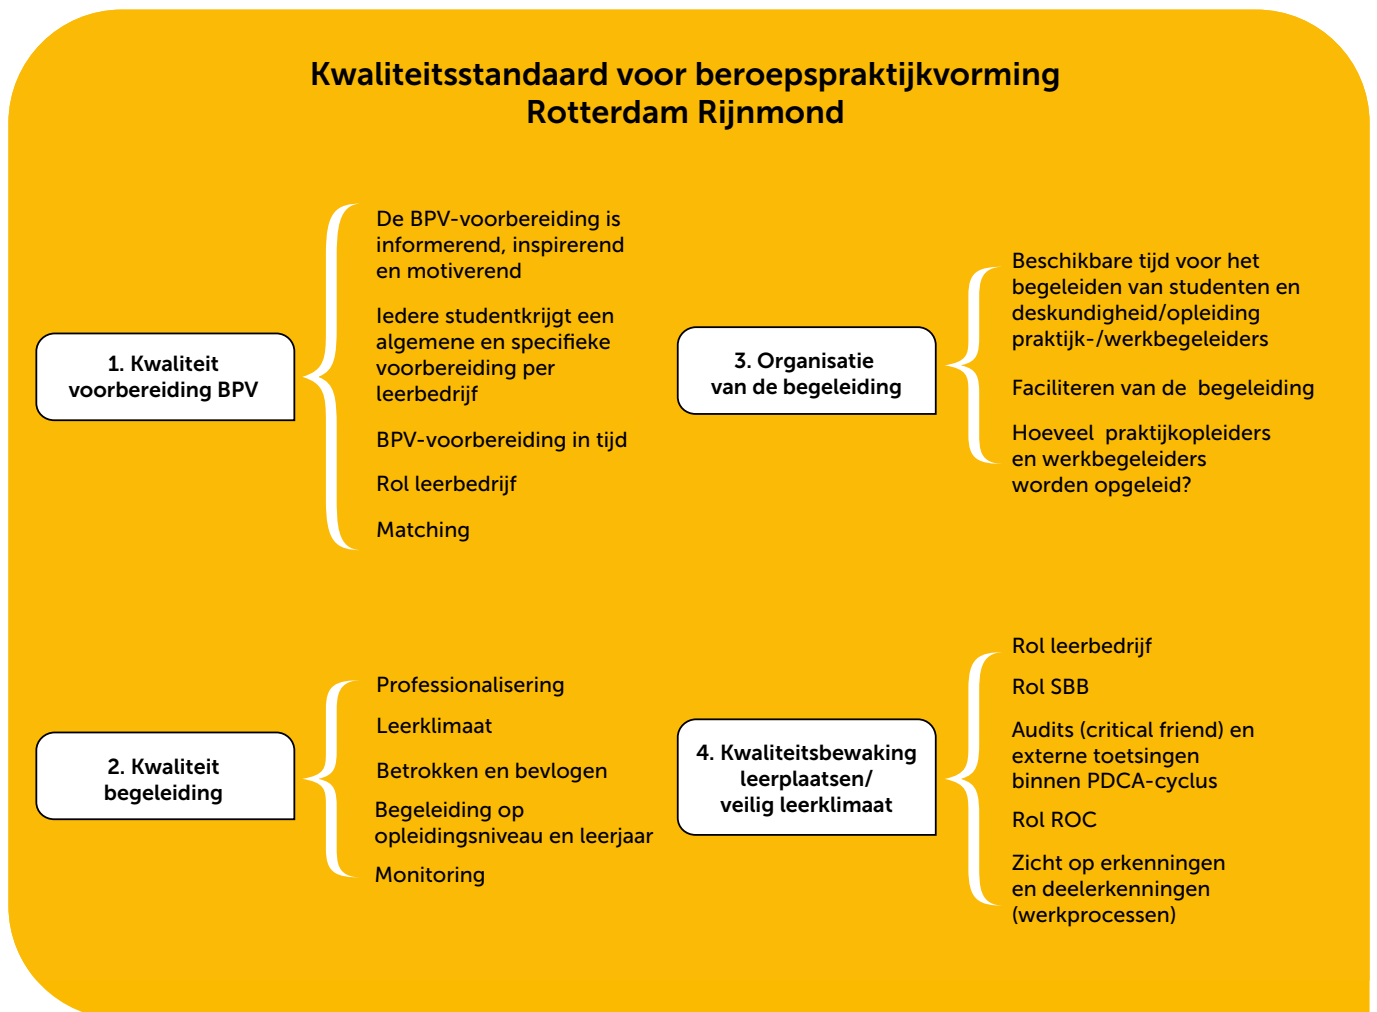 Kwaliteitsstandaard voor beroepspraktijkvorming
Rotterdam Rijnmond
1. Kwaliteit
voorbereiding BPV
De BPV-voorbereiding is
informerend, inspirerend
en motiverend
Iedere studentkrijgt een
algemene en specifieke
voorbereiding per
leerbedrijf
BPV-voorbereiding in tijd
Rol leerbedrijf
Matching
2. Kwaliteit
begeleiding
Professionalisering
Leerklimaat
Betrokken en bevlogen
Begeleiding op
opleidingsniveau en leerjaar
Monitoring
3. Organisatie
van de begeleiding
Beschikbare tijd voor het
begeleiden van studenten en
deskundigheid/opleiding
praktijk-/werkbegeleiders
Faciliteren van de begeleiding
Hoeveel praktijkopleiders
en werkbegeleiders
worden opgeleid?
4. Kwaliteitsbewaking
leerplaatsen/
veilig leerklimaat
Rol leerbedrijf
Rol SBB
Audits (critical friend) en
externe toetsingen
binnen PDCA-cyclus
Rol ROC
Zicht op erkenningen
en deelerkenningen
(werkprocessen)